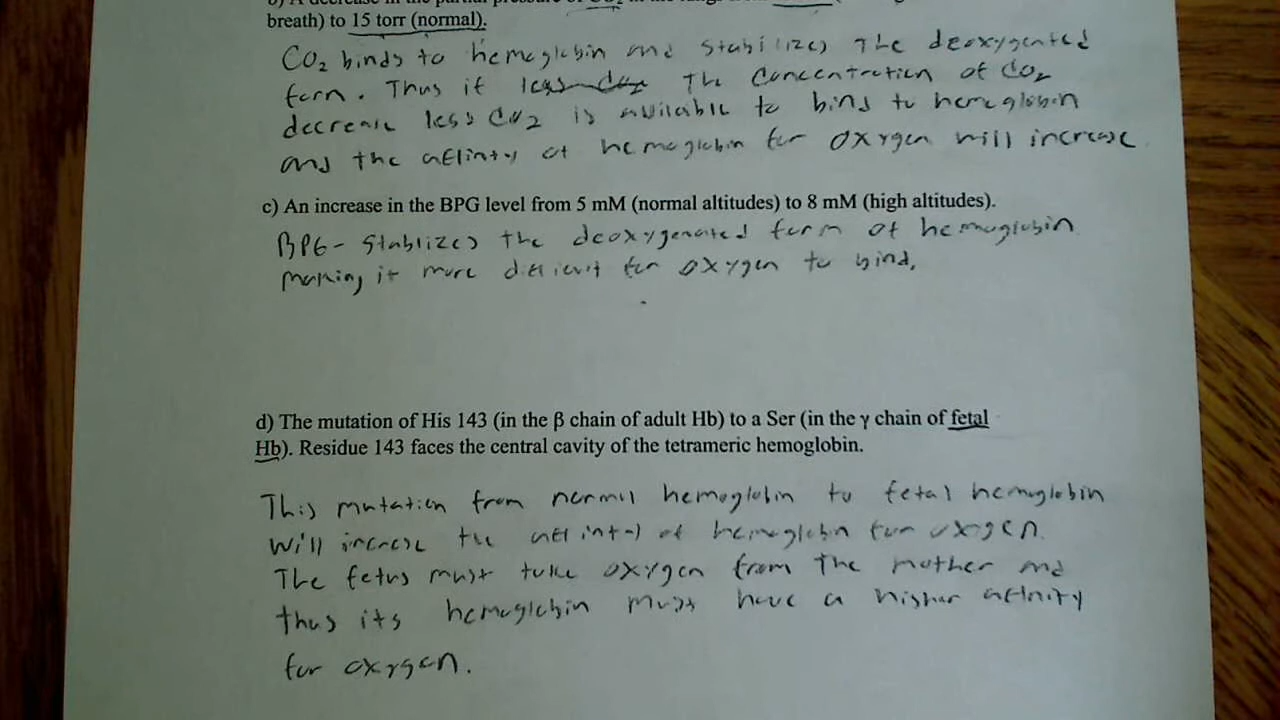 breath) to 15 torr (normal).
CO2 binds to hemoglobin and stabilizes the deoxygented
form. Thus if less The concentration of CO2
decrease less CO2 is available to bind to hemeglobin
and the affinty of hemoglobin for oxygen will increase
c) An increase in the BPG level from 5 mM (normal altitudes) to 8 mM (high altitudes).
BPG - Stablizes the deoxygenated form of hemoglobin
making it more difficult for oxygen to bind.
d) The mutation of His 143 (in the β chain of adult Hb) to a Ser (in the γ chain of fetal
Hb). Residue 143 faces the central cavity of the tetrameric hemoglobin.
This mutation from normal hemoglobin to fetal hemoglobin
will increase the of hemoglobin for oxygen.
The fetus must take oxygen from the mother and
thus its hemoglobin must have a higher affinity
for oxygen.